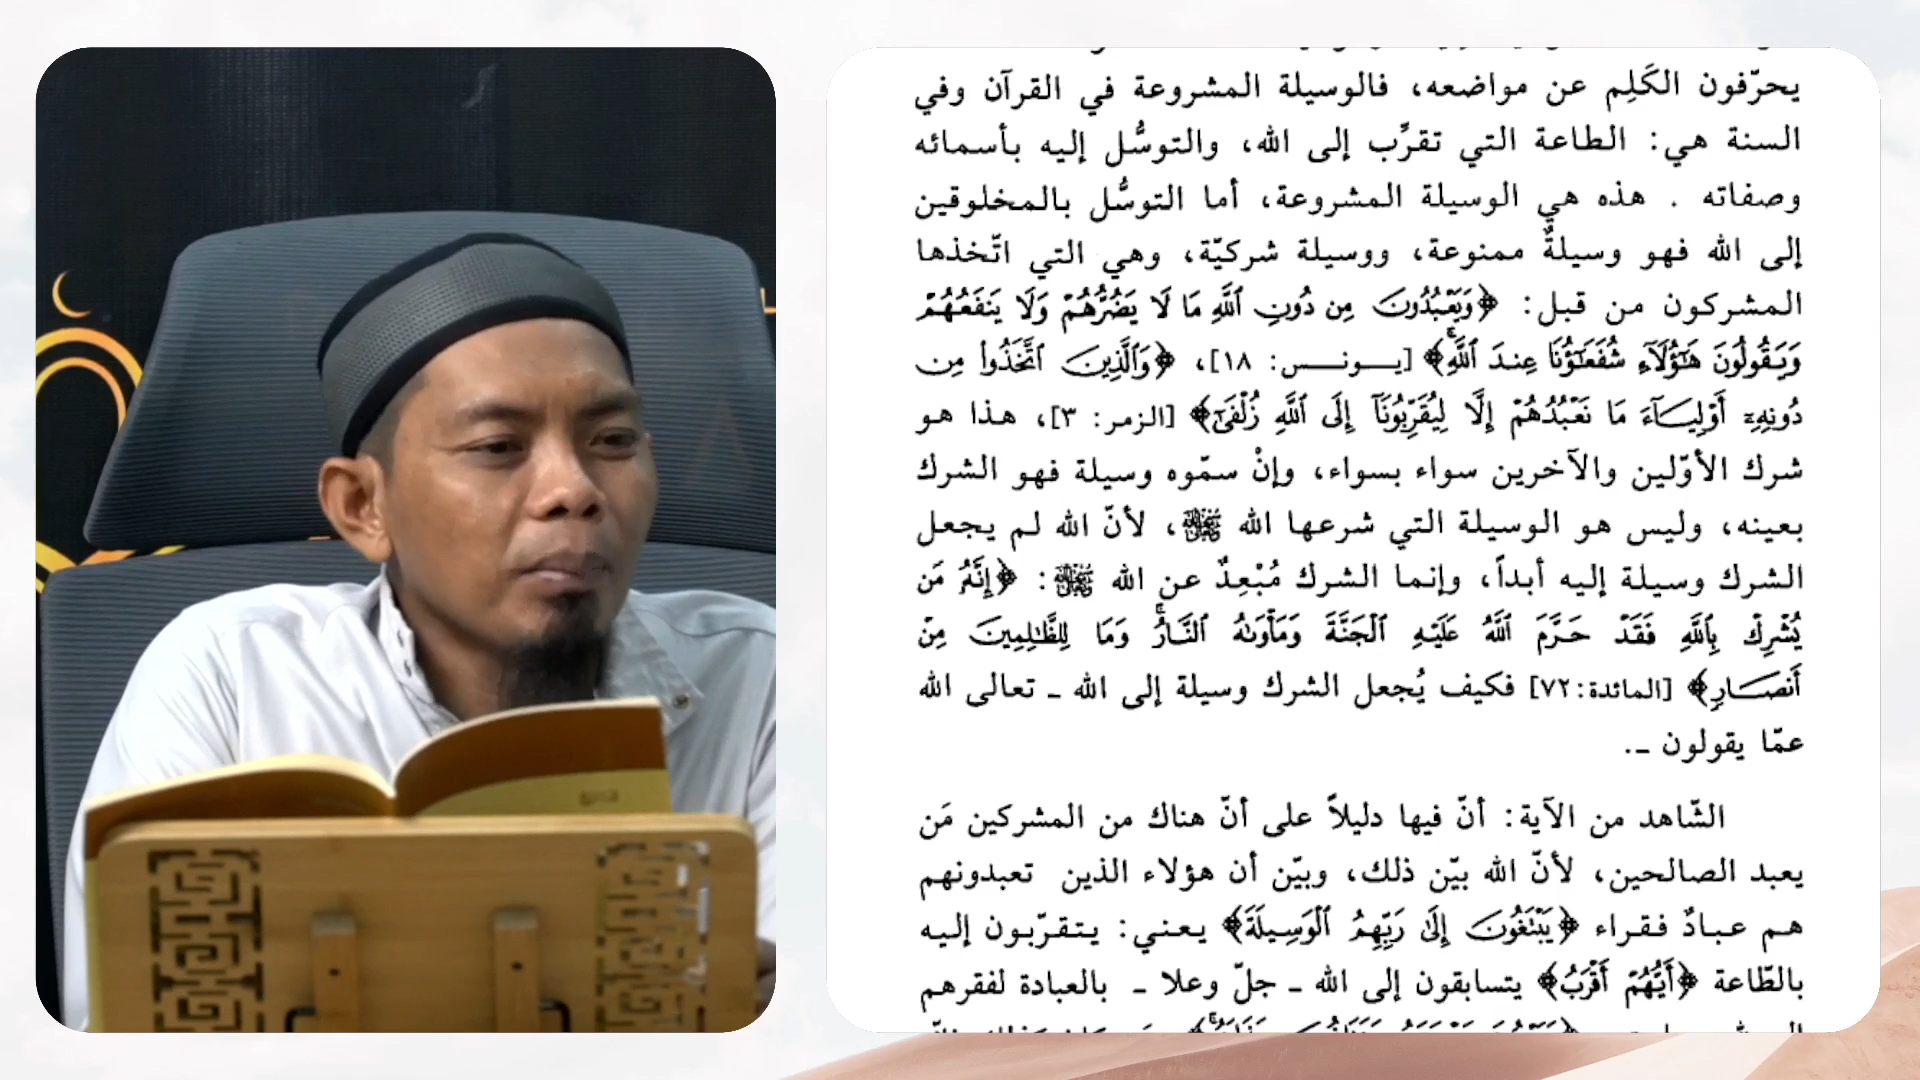 يحرّفون الكَلِم عن مواضعه، فالوسيلة المشروعة في القرآن وفي
السنة هي: الطاعة التي تقرِّب إلى الله، والتوسُّل إليه بأسمائه
وصفاته . هذه هي الوسيلة المشروعة، أما التوسُّل بالمخلوقين
إلى الله فهو وسيلةٌ ممنوعة، ووسيلة شركيّة، وهي التي اتّخذها
المشركون من قبل: ﴿وَيَعْبُدُونَ مِن دُونِ ٱللَّهِ مَا لَا يَضُرُّهُمْ وَلَا يَنفَعُهُمْ
وَيَقُولُونَ هَٰٓؤُلَآءِ شُفَعَٰٓؤُنَا عِندَ ٱللَّهِۚ﴾ [يونس: ١٨]، ﴿وَٱلَّذِينَ ٱتَّخَذُوا۟ مِن
دُونِهِۦٓ أَوْلِيَآءَ مَا نَعْبُدُهُمْ إِلَّا لِيُقَرِّبُونَآ إِلَى ٱللَّهِ زُلْفَىٰٓ﴾ [الزمر: ٣]، هذا هو
شرك الأوّلين والآخرين سواء بسواء، وإنْ سمّوه وسيلة فهو الشرك
بعينه، وليس هو الوسيلة التي شرعها الله ﷻ، لأنّ الله لم يجعل
الشرك وسيلة إليه أبداً، وإنما الشرك مُبْعِدٌ عن الله ﷻ: ﴿إِنَّهُۥ مَن
يُشْرِكْ بِٱللَّهِ فَقَدْ حَرَّمَ ٱللَّهُ عَلَيْهِ ٱلْجَنَّةَ وَمَأْوَىٰهُ ٱلنَّارُۖ وَمَا لِلظَّٰلِمِينَ مِنْ
أَنصَارٍ﴾ [المائدة: ٧٢] فكيف يُجعل الشرك وسيلة إلى الله ـ تعالى الله
عمّا يقولون ـ.
الشّاهد من الآية: أنّ فيها دليلاً على أنّ هناك من المشركين مَن
يعبد الصالحين، لأنّ الله بيّن ذلك، وبيّن أن هؤلاء الذين تعبدونهم
هم عبادٌ فقراء ﴿يَبْتَغُونَ إِلَىٰ رَبِّهِمُ ٱلْوَسِيلَةَ﴾ يعني: يتقرّبون إليه
بالطّاعة ﴿أَيُّهُمْ أَقْرَبُ﴾ يتسابقون إلى الله ـ جلّ وعلا ـ بالعبادة لفقرهم